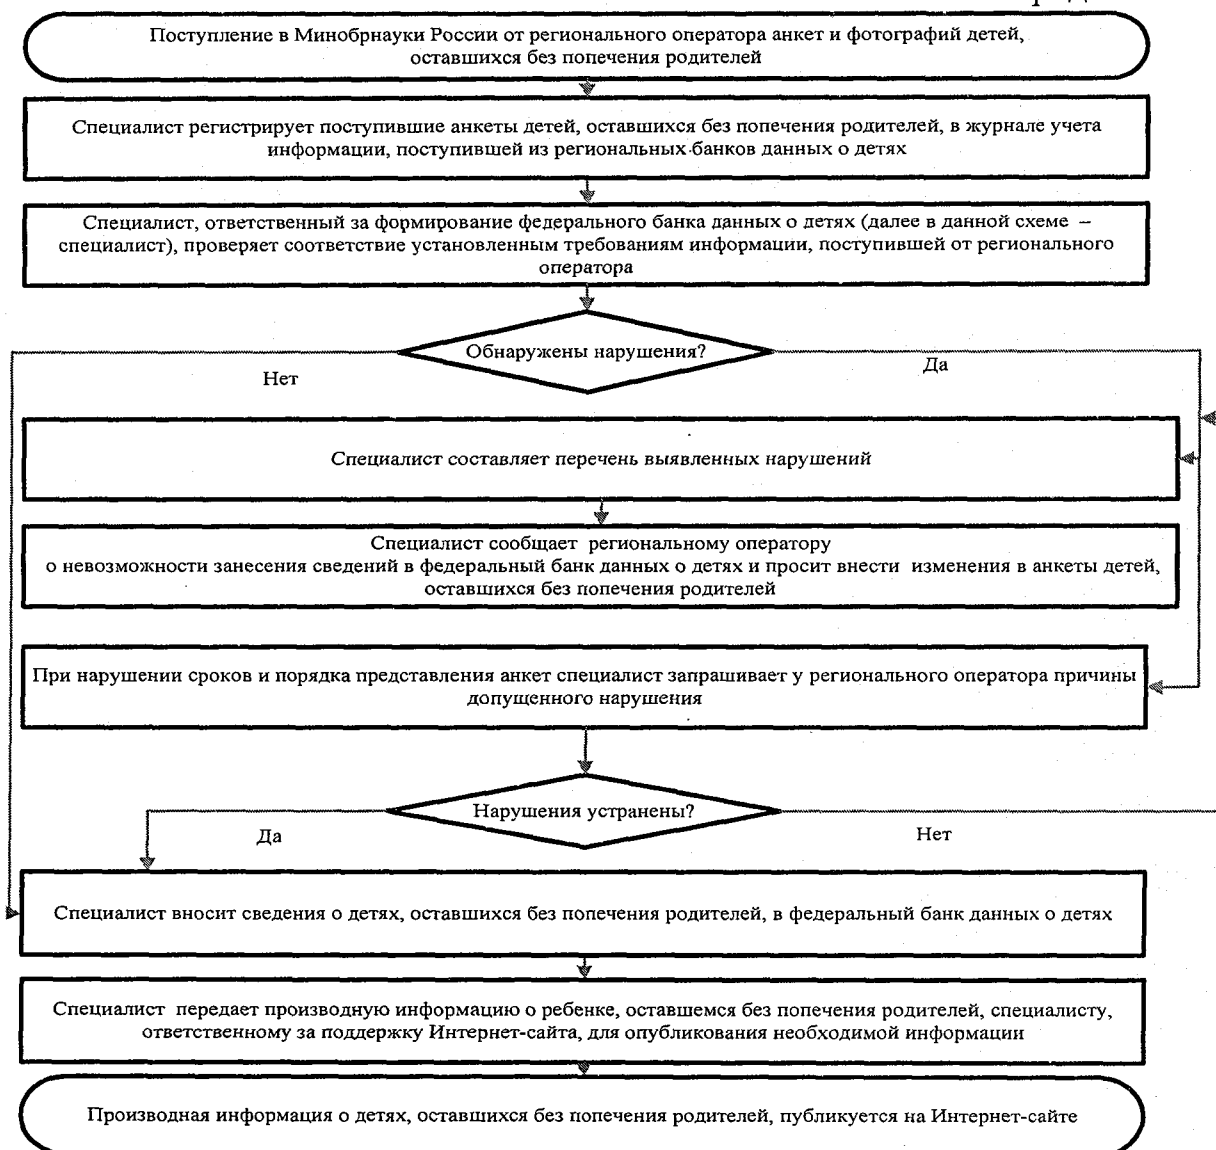 Поступление в Минобрнауки России от регионального оператора анкет и фотографий детей,
оставшихся без попечения родителей
Специалист регистрирует поступившие анкеты детей, оставшихся без попечения родителей, в журнале учета
информации, поступившей из региональных банков данных о детях
Специалист, ответственный за формирование федерального банка данных о детях (далее в данной схеме –
специалист), проверяет соответствие установленным требованиям информации, поступившей от регионального
оператора
Обнаружены нарушения?
Нет
Да
Специалист составляет перечень выявленных нарушений
Специалист сообщает региональному оператору
о невозможности занесения сведений в федеральный банк данных о детях и просит внести изменения в анкеты детей,
оставшихся без попечения родителей
При нарушении сроков и порядка представления анкет специалист запрашивает у регионального оператора причины
допущенного нарушения
Нарушения устранены?
Да
Нет
Специалист вносит сведения о детях, оставшихся без попечения родителей, в федеральный банк данных о детях
Специалист передает производную информацию о ребенке, оставшемся без попечения родителей, специалисту,
ответственному за поддержку Интернет-сайта, для опубликования необходимой информации
Производная информация о детях, оставшихся без попечения родителей, публикуется на Интернет-сайте